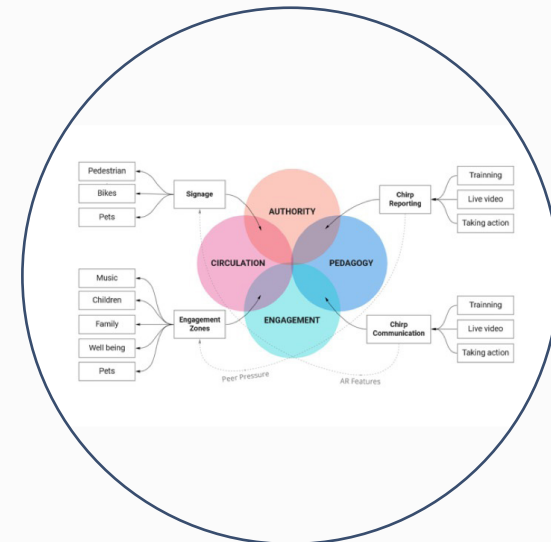 Pedestrian
Bikes
Pets
Signage
AUTHORITY
Chirp
Reporting
Trainning
Live video
Taking action
CIRCULATION
PEDAGOGY
ENGAGEMENT
Music
Children
Family
Well being
Pets
Engagement
Zones
Chirp
Communication
Trainning
Live video
Taking action
Peer Pressure
AR Features